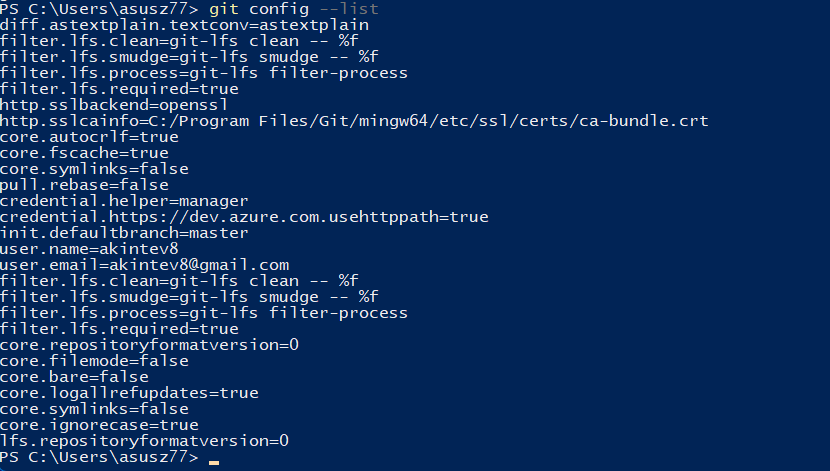 PS C:\Users\asusz77> git config --list
diff.astextplain.textconv=astextplain
filter.lfs.clean=git-lfs clean -- %f
filter.lfs.smudge=git-lfs smudge -- %f
filter.lfs.process=git-lfs filter-process
filter.lfs.required=true
http.sslbackend=openssl
http.sslcainfo=C:/Program Files/Git/mingw64/etc/ssl/certs/ca-bundle.crt
core.autocrlf=true
core.fscache=true
core.symlinks=false
pull.rebase=false
credential.helper=manager
credential.https://dev.azure.com.usehttppath=true
init.defaultbranch=master
user.name=akintev8
user.email=akintev8@gmail.com
filter.lfs.clean=git-lfs clean -- %f
filter.lfs.smudge=git-lfs smudge -- %f
filter.lfs.process=git-lfs filter-process
filter.lfs.required=true
core.repositoryformatversion=0
core.filemode=false
core.bare=false
core.logallrefupdates=true
core.symlinks=false
core.ignorecase=true
lfs.repositoryformatversion=0
PS C:\Users\asusz77>